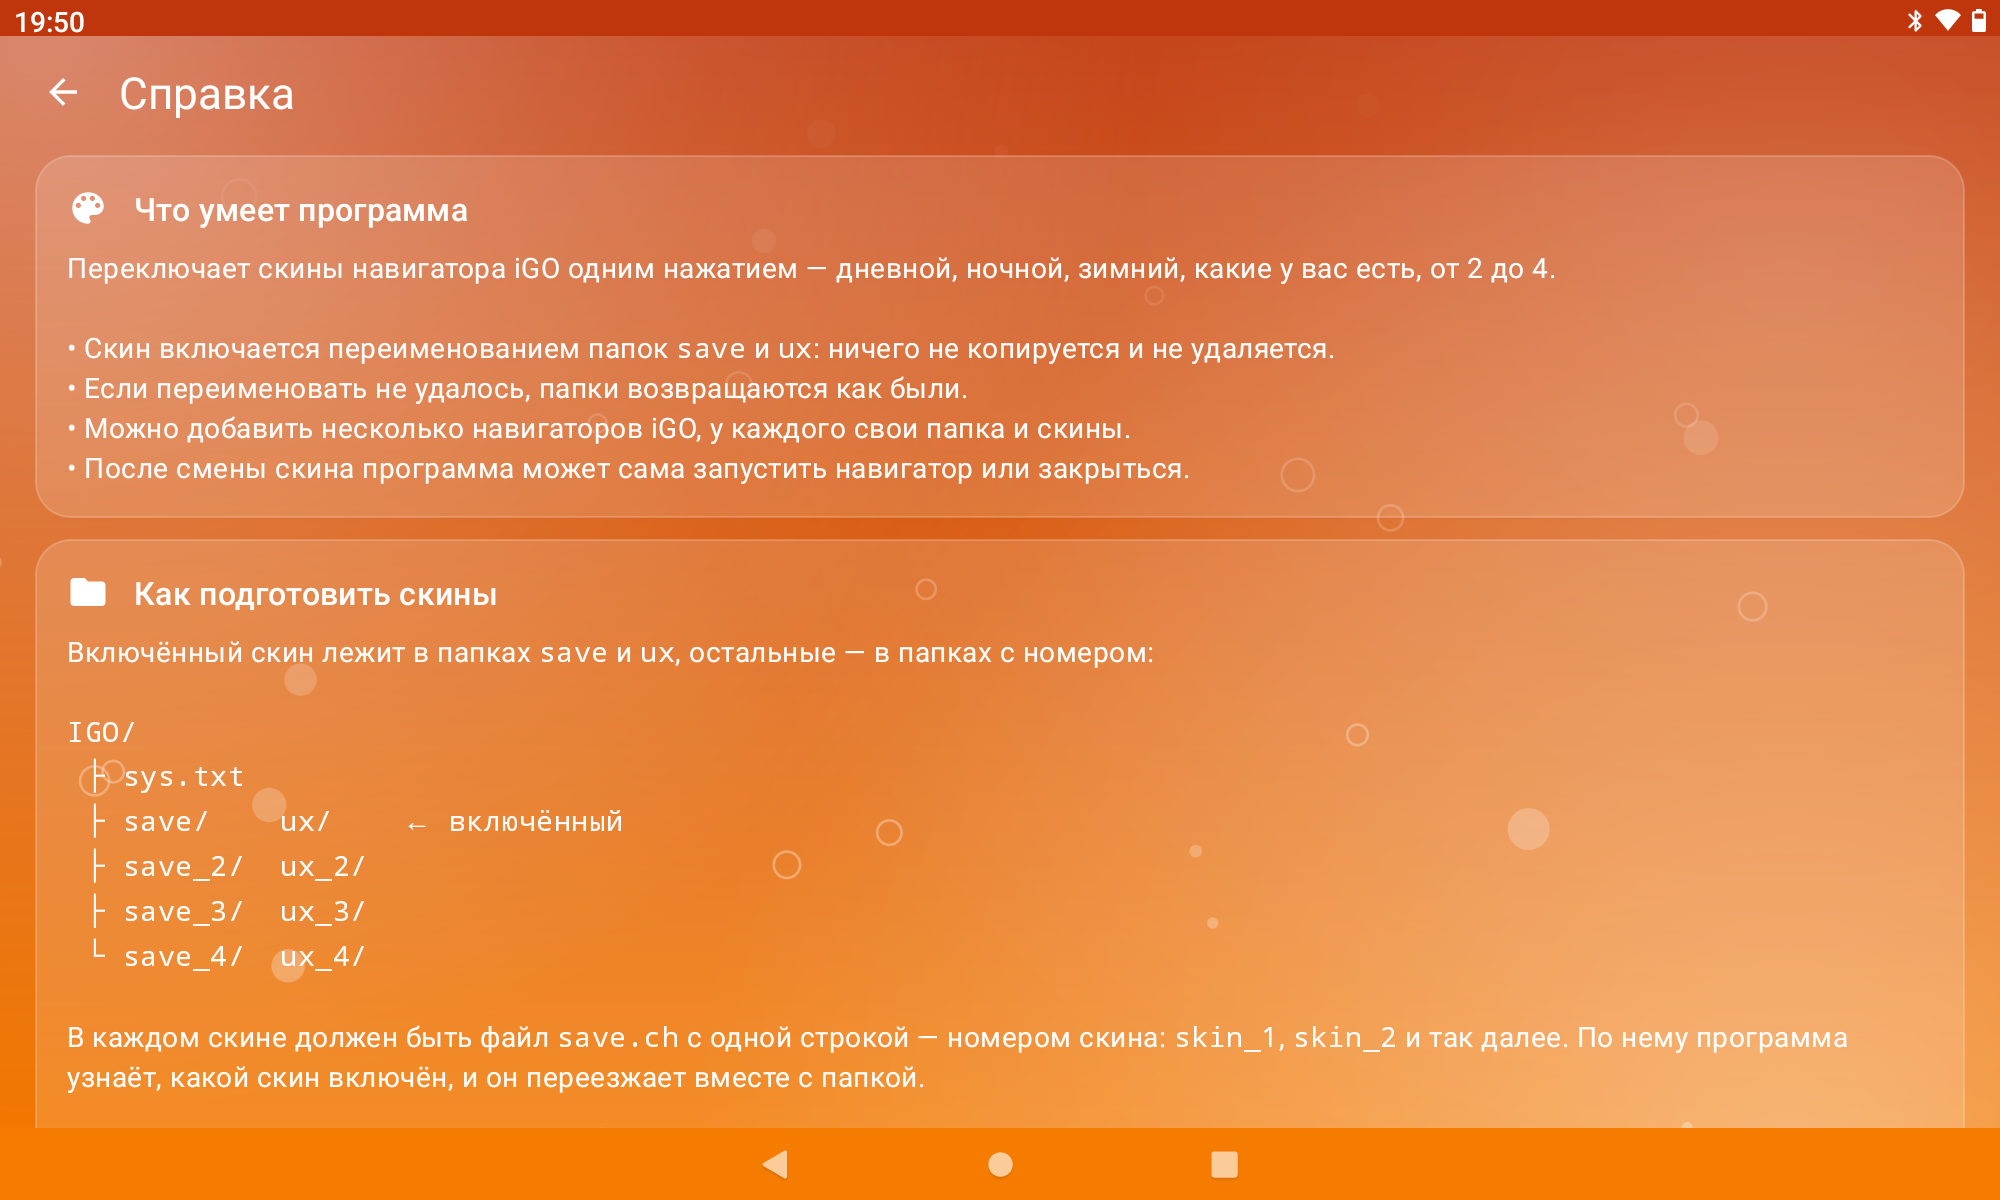 19:50
Справка
Что умеет программа
Переключает скины навигатора iGO одним нажатием — дневной, ночной, зимний, какие у вас есть, от 2 до 4.
• Скин включается переименованием папок save и ux: ничего не копируется и не удаляется.
• Если переименовать не удалось, папки возвращаются как были.
• Можно добавить несколько навигаторов iGO, у каждого свои папка и скины.
• После смены скина программа может сама запустить навигатор или закрыться.
Как подготовить скины
Включённый скин лежит в папках save и ux, остальные — в папках с номером:
IGO/
├ sys.txt
├ save/ ux/ ← включённый
├ save_2/ ux_2/
├ save_3/ ux_3/
└ save_4/ ux_4/
В каждом скине должен быть файл save.ch с одной строкой — номером скина: skin_1, skin_2 и так далее. По нему программа
узнаёт, какой скин включён, и он переезжает вместе с папкой.